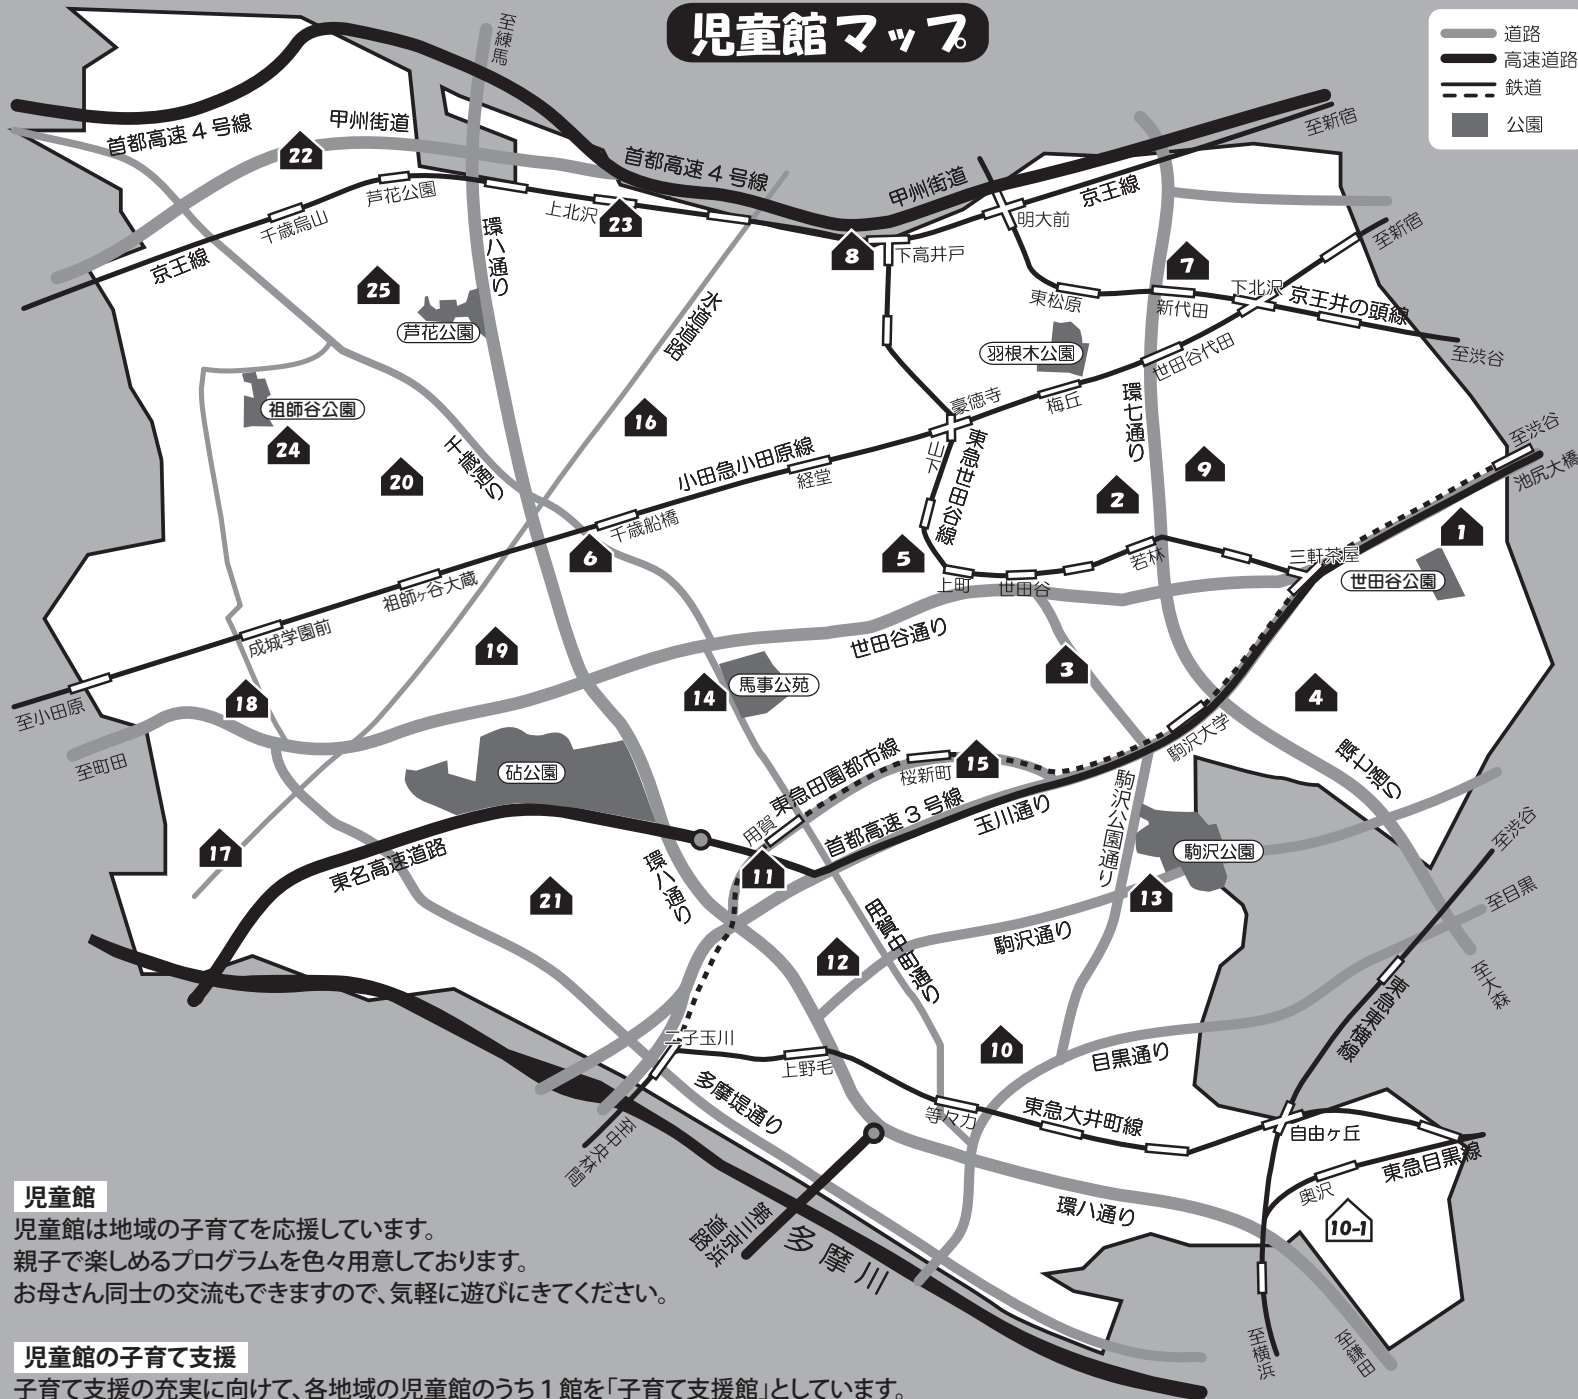 児童館マップ
道路
高速道路
鉄道
公園
至練馬
首都高速4号線
甲州街道
22
芦花公園
千歳烏山
京王線
環八通り
上北沢
23
首都高速4号線
甲州街道
8
下高井戸
明大前
京王線
至新宿
至新宿
7
東松原
新代田
下北沢
京王井の頭線
至渋谷
25
芦花公園
水道道路
羽根木公園
世田谷代田
祖師谷公園
24
20
千歳通り
16
小田急小田原線
経堂
豪徳寺
山下
梅丘
環七通り
東急世田谷線
9
2
至渋谷
池尻大橋
1
千歳船橋
6
5
上町
世田谷
若林
三軒茶屋
世田谷公園
祖師ヶ谷大蔵
成城学園前
至小田原
18
19
世田谷通り
至町田
14
馬事公苑
3
4
砧公園
東急田園都市線
桜新町
15
駒沢大学
環七通り
用賀
首都高速3号線
玉川通り
駒沢公園通り
駒沢公園
17
東名高速道路
21
環八通り
11
13
至渋谷
至目黒
12
用賀中町通り
駒沢通り
至大森
東急東横線
二子玉川
上野毛
10
目黒通り
多摩堤通り
等々力
東急大井町線
自由ヶ丘
東急目黒線
奥沢
至中央林間
第三京浜道路
多摩川
環八通り
10-1
至横浜
至鎌田
児童館
児童館は地域の子育てを応援しています。
親子で楽しめるプログラムを色々用意しております。
お母さん同士の交流もできますので、気軽に遊びにきてください。
児童館の子育て支援
子育て支援の充実に向けて、各地域の児童館のうち1館を「子育て支援館」としています。